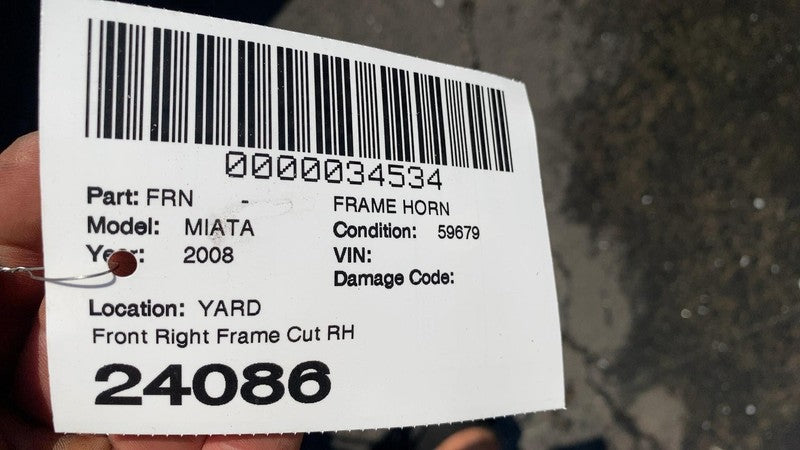 0000034534
Part: FRN - FRAME HORN
Model: MIATA Condition: 59679
Year: 2008 VIN:
Damage Code:
Location: YARD
Front Right Frame Cut RH
24086